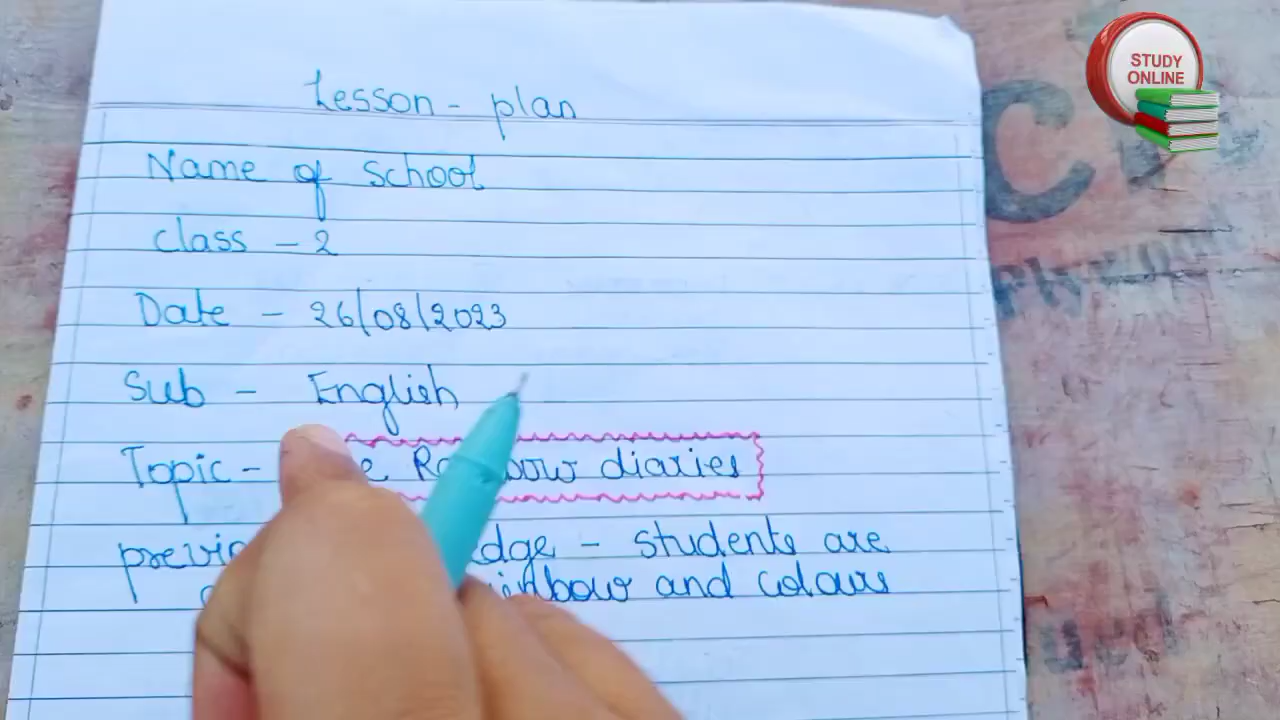 Lesson - plan
Name of School
Class - 2
Date - 26/08/2023
Sub - English
Topic - diaries
- students are
and colours
STUDY
ONLINE